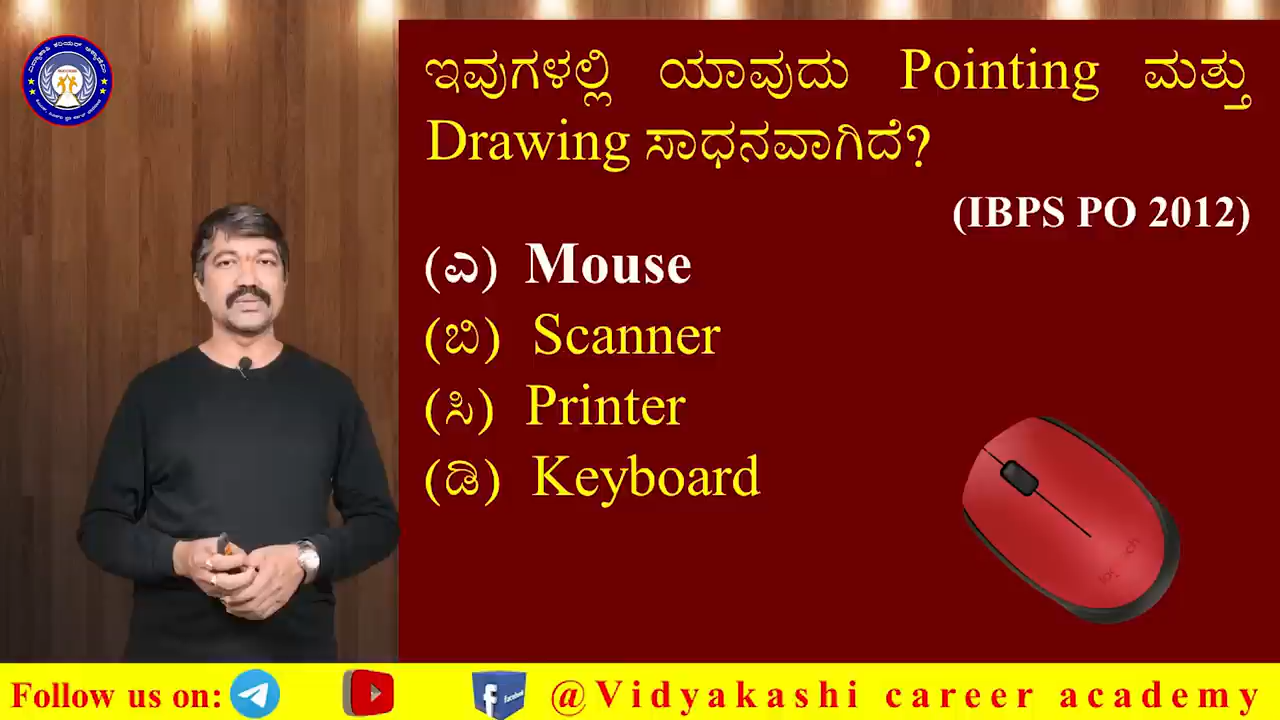 ಇವುಗಳಲ್ಲಿ ಯಾವುದು Pointing ಮತ್ತು
Drawing ಸಾಧನವಾಗಿದೆ?
(IBPS PO 2012)
(ಎ) Mouse
(ಬಿ) Scanner
(ಸಿ) Printer
(ಡಿ) Keyboard
Follow us on:
Facebook
@Vidyakashi career academy